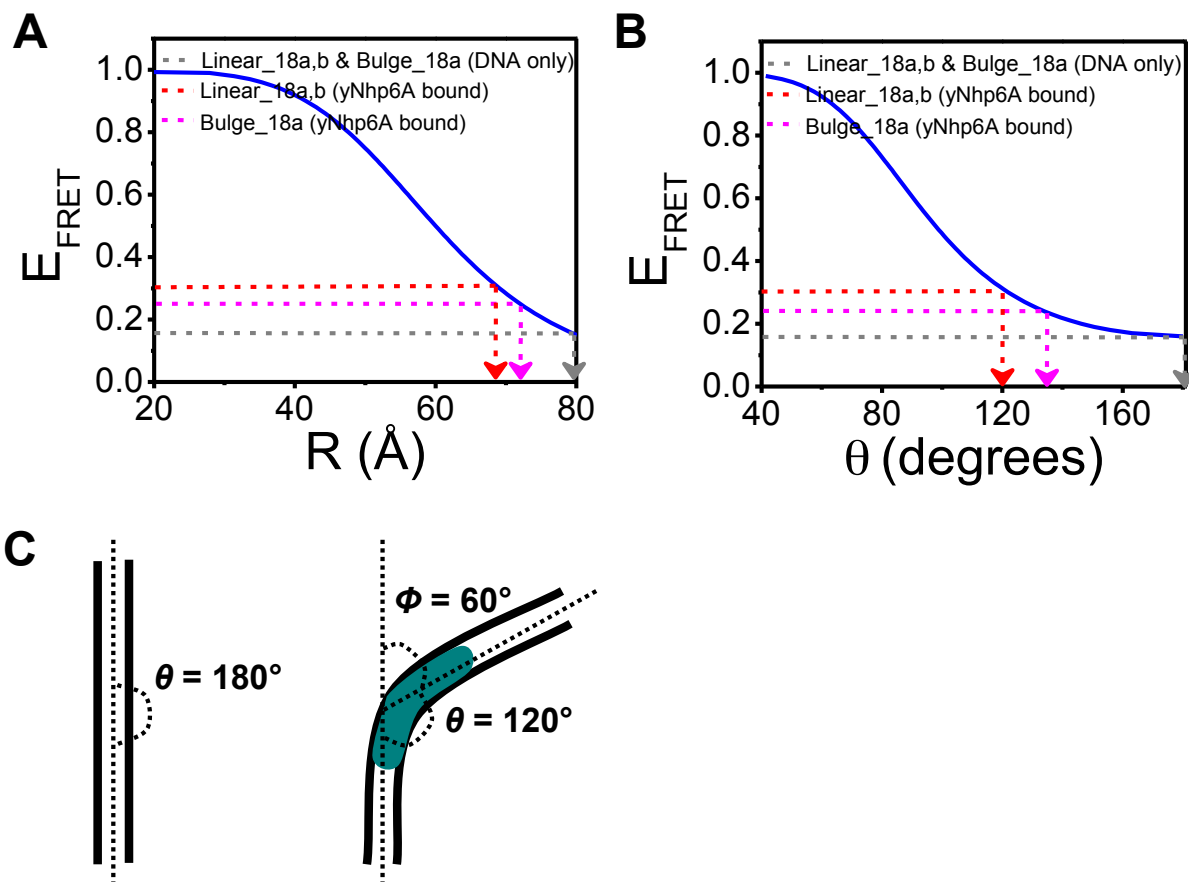 A
Linear_18a,b & Bulge_18a (DNA only)
Linear_18a,b (yNhp6A bound)
Bulge_18a (yNhp6A bound)
1.0
0.8
0.6
0.4
0.2
0.0
E_FRET
20 40 60 80
R (Å)
B
Linear_18a,b & Bulge_18a (DNA only)
Linear_18a,b (yNhp6A bound)
Bulge_18a (yNhp6A bound)
1.0
0.8
0.6
0.4
0.2
0.0
E_FRET
40 80 120 160
θ (degrees)
C
θ = 180°
Φ = 60°
θ = 120°